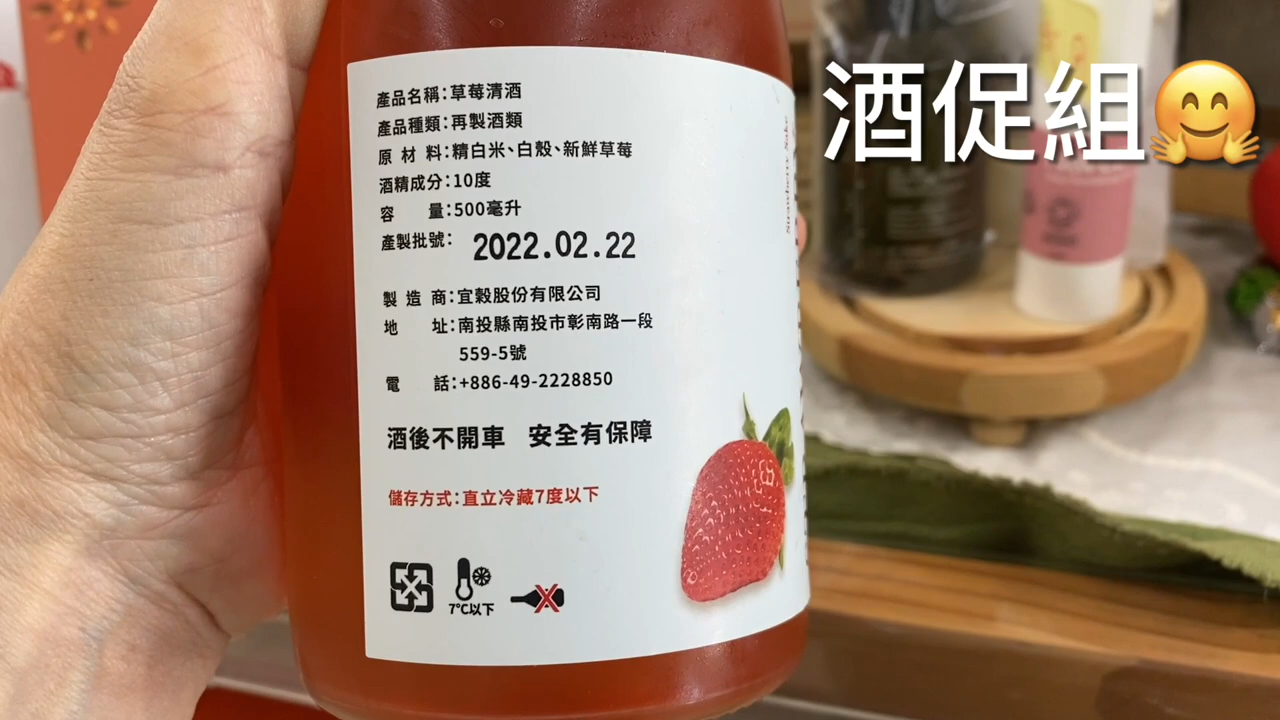 酒促組🤗
產品名稱：草莓清酒
產品種類：再製酒類
原材料：精白米、白殼、新鮮草莓
酒精成分：10度
容量：500毫升
產製批號：2022.02.22
製造商：宜穀股份有限公司
地址：南投縣南投市彰南路一段
559-5號
電話：+886-49-2228850
酒後不開車 安全有保障
儲存方式：直立冷藏7度以下
7°C以下